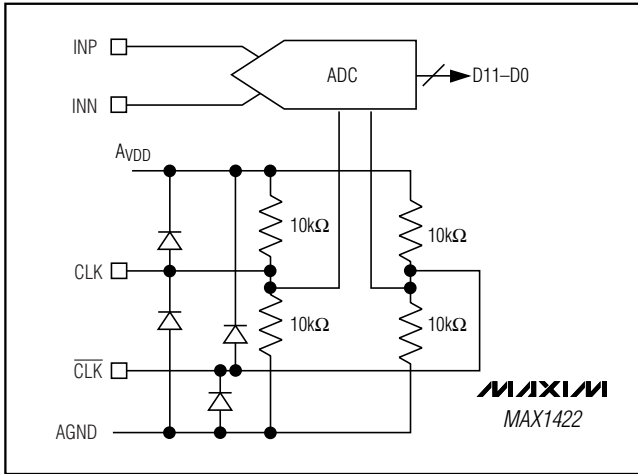 INP
ADC
D11–D0
INN
AVDD
10kΩ
10kΩ
CLK
10kΩ
10kΩ
CLK
MAXIM
MAX1422
AGND